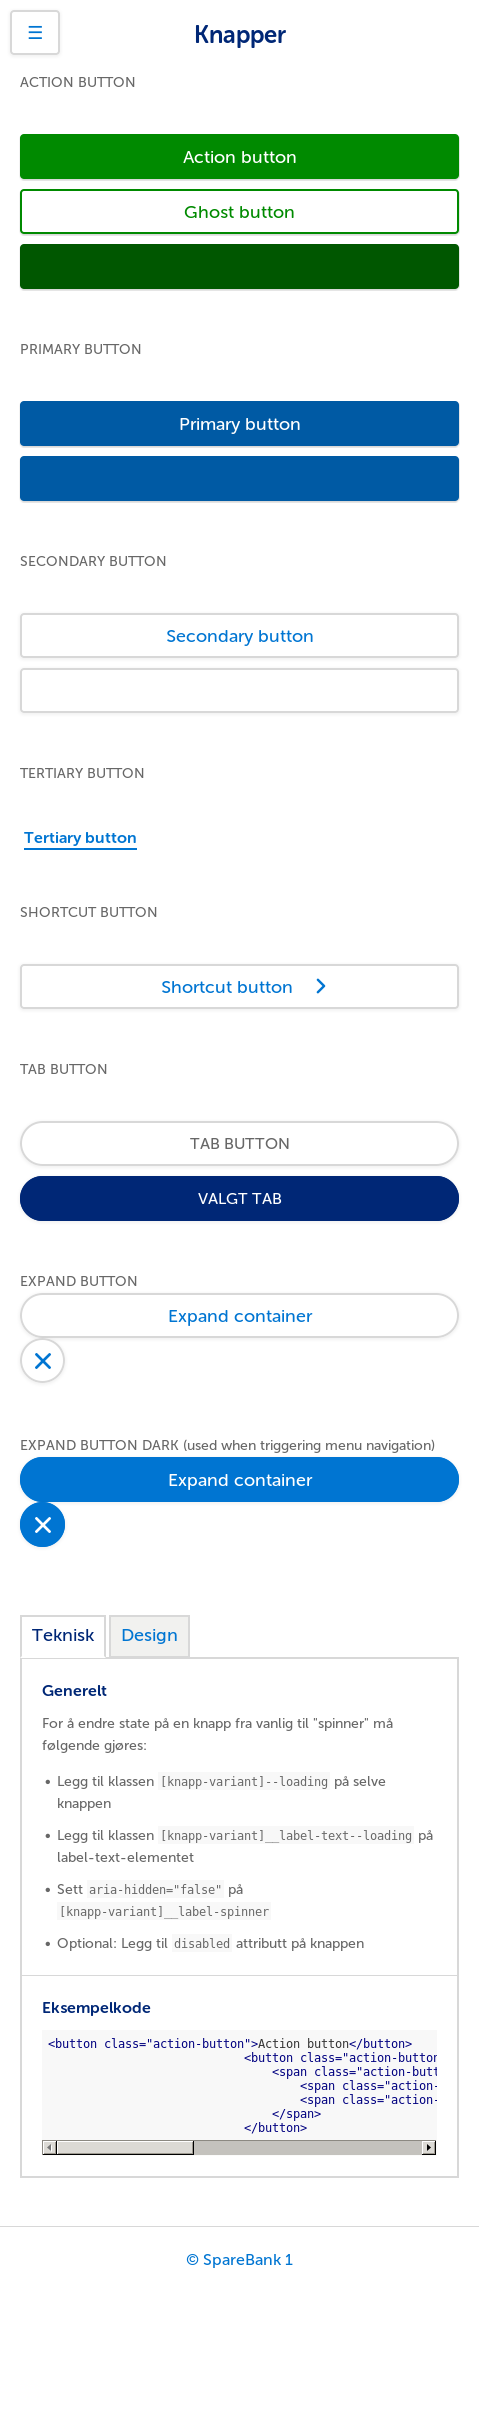 ☰
Knapper
ACTION BUTTON
Action button
Ghost button
PRIMARY BUTTON
Primary button
SECONDARY BUTTON
Secondary button
TERTIARY BUTTON
Tertiary button
SHORTCUT BUTTON
Shortcut button
TAB BUTTON
TAB BUTTON
VALGT TAB
EXPAND BUTTON
Expand container
EXPAND BUTTON DARK (used when triggering menu navigation)
Expand container
Teknisk Design
Generelt
For å endre state på en knapp fra vanlig til "spinner" må
følgende gjøres:
• Legg til klassen [knapp-variant]--loading på selve
knappen
• Legg til klassen [knapp-variant]__label-text--loading på
label-text-elementet
• Sett aria-hidden="false" på
[knapp-variant]__label-spinner
• Optional: Legg til disabled attributt på knappen
Eksempelkode
<button class="action-button">Action button</button>
<button class="action-button
<span class="action-butt
<span class="action-
<span class="action-
</span>
</button>
© SpareBank 1